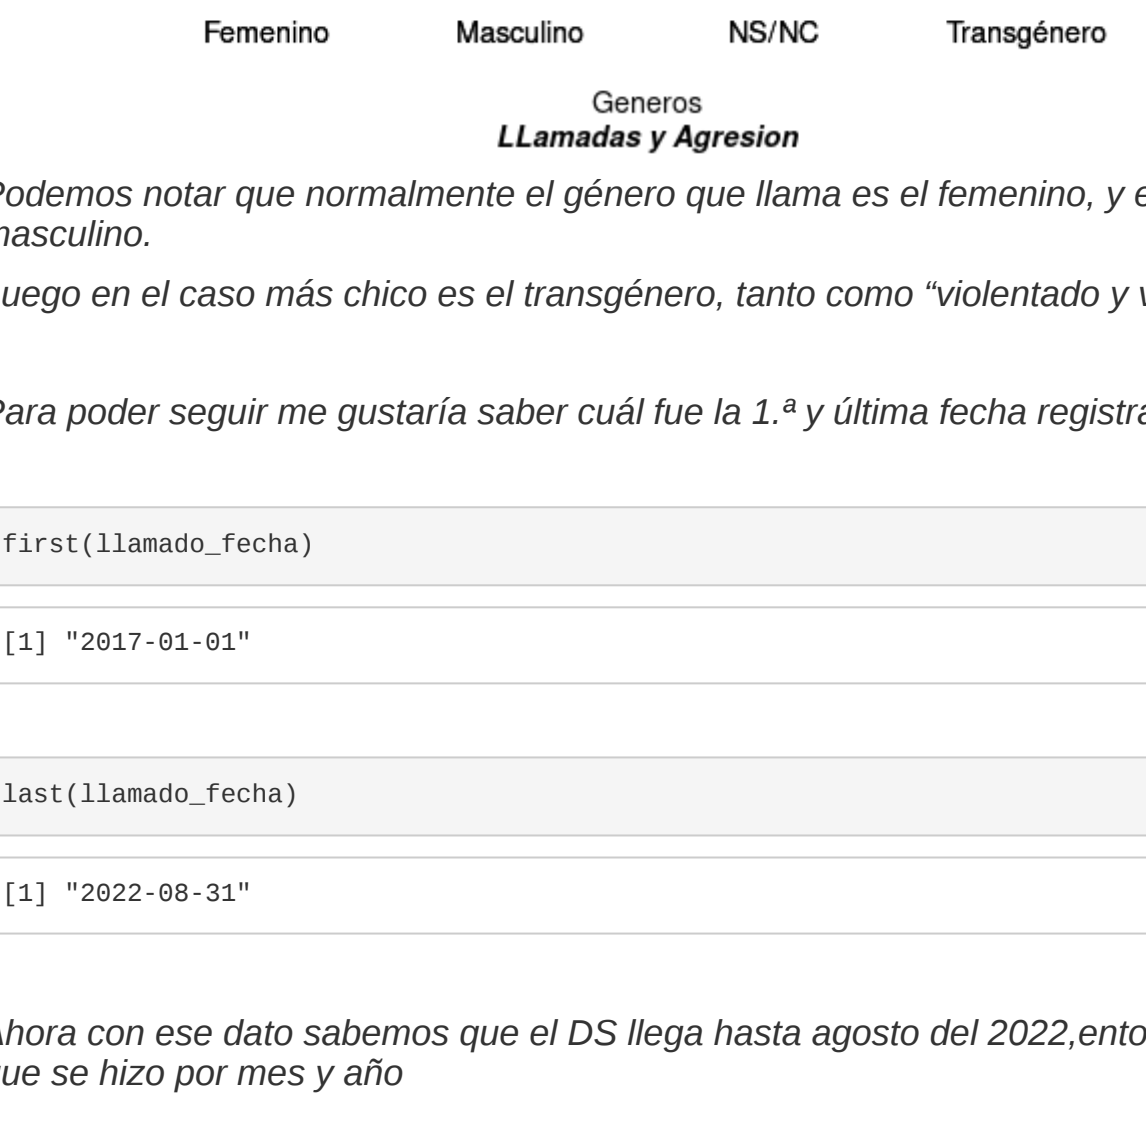 Femenino Masculino NS/NC Transgénero
Generos
LLamadas y Agresion
Podemos notar que normalmente el género que llama es el femenino, y
masculino.
uego en el caso más chico es el transgénero, tanto como “violentado y
Para poder seguir me gustaría saber cuál fue la 1.ª y última fecha registra
first(llamado_fecha)
[1] "2017-01-01"
last(llamado_fecha)
[1] "2022-08-31"
Ahora con ese dato sabemos que el DS llega hasta agosto del 2022,ento
ue se hizo por mes y año